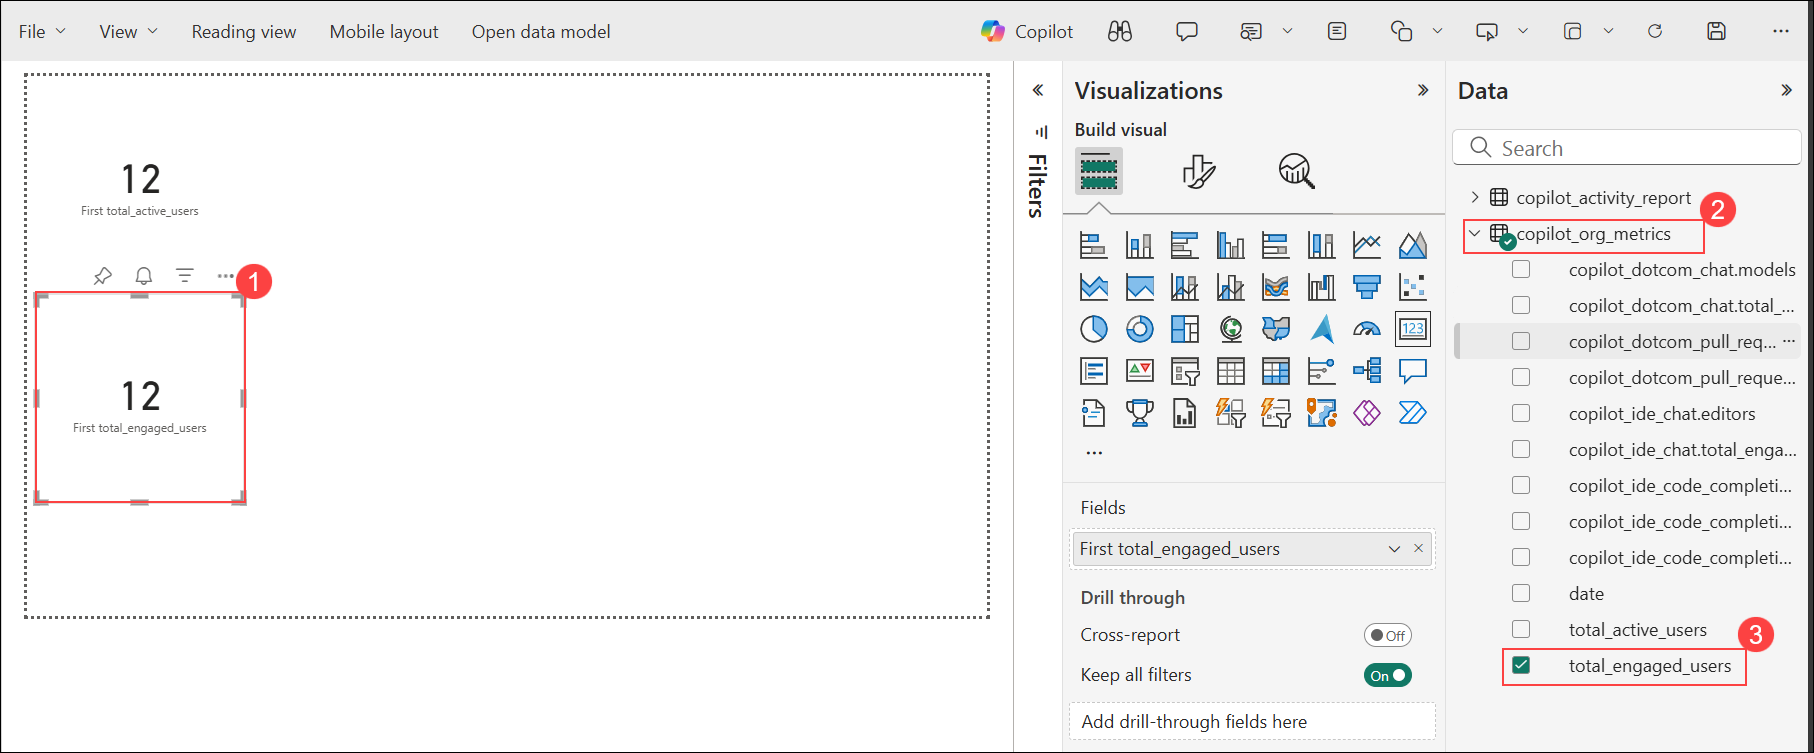 File
View
Reading view
Mobile layout
Open data model
Copilot
12
First total_active_users
1
12
First total_engaged_users
Filters
Visualizations
Build visual
123
Fields
First total_engaged_users
Drill through
Cross-report
Off
Keep all filters
On
Add drill-through fields here
Data
Search
copilot_activity_report
2
copilot_org_metrics
copilot_dotcom_chat.models
copilot_dotcom_chat.total_...
copilot_dotcom_pull_req...
copilot_dotcom_pull_reque...
copilot_ide_chat.editors
copilot_ide_chat.total_enga...
copilot_ide_code_completi...
copilot_ide_code_completi...
copilot_ide_code_completi...
date
total_active_users
3
total_engaged_users